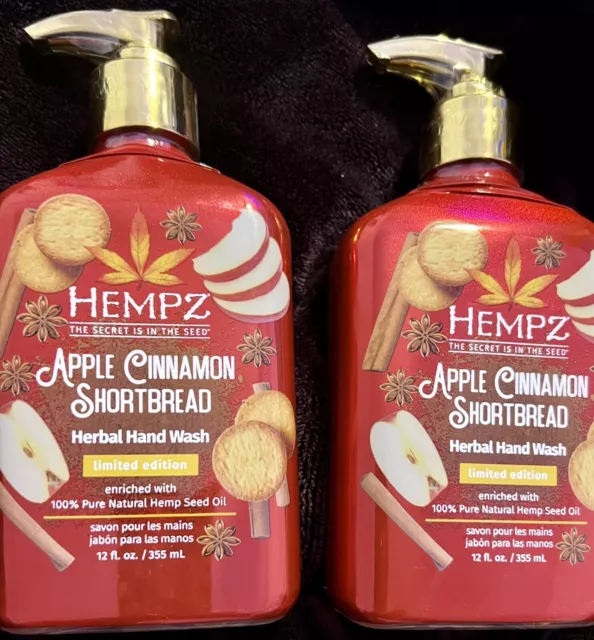 HEMPZ
THE SECRET IS IN THE SEED®
APPLE CINNAMON
SHORTBREAD
Herbal Hand Wash
limited edition
enriched with
100% Pure Natural Hemp Seed Oil
savon pour les mains
jabón para las manos
12 fl. oz. / 355 mL
HEMPZ
THE SECRET IS IN THE SEED®
APPLE CINNAMON
SHORTBREAD
Herbal Hand Wash
limited edition
enriched with
100% Pure Natural Hemp Seed Oil
savon pour les mains
jabón para las manos
12 fl. oz. / 355 mL